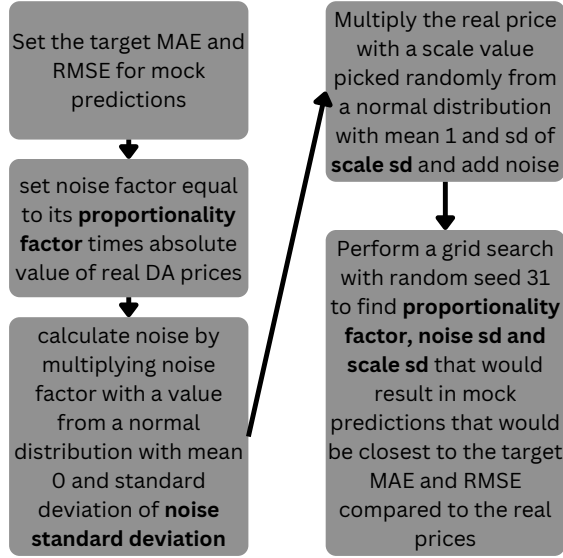 Set the target MAE and
RMSE for mock
predictions
set noise factor equal
to its proportionality
factor times absolute
value of real DA prices
calculate noise by
multiplying noise
factor with a value
from a normal
distribution with mean
0 and standard
deviation of noise
standard deviation
Multiply the real price
with a scale value
picked randomly from
a normal distribution
with mean 1 and sd of
scale sd and add noise
Perform a grid search
with random seed 31
to find proportionality
factor, noise sd and
scale sd that would
result in mock
predictions that would
be closest to the target
MAE and RMSE
compared to the real
prices